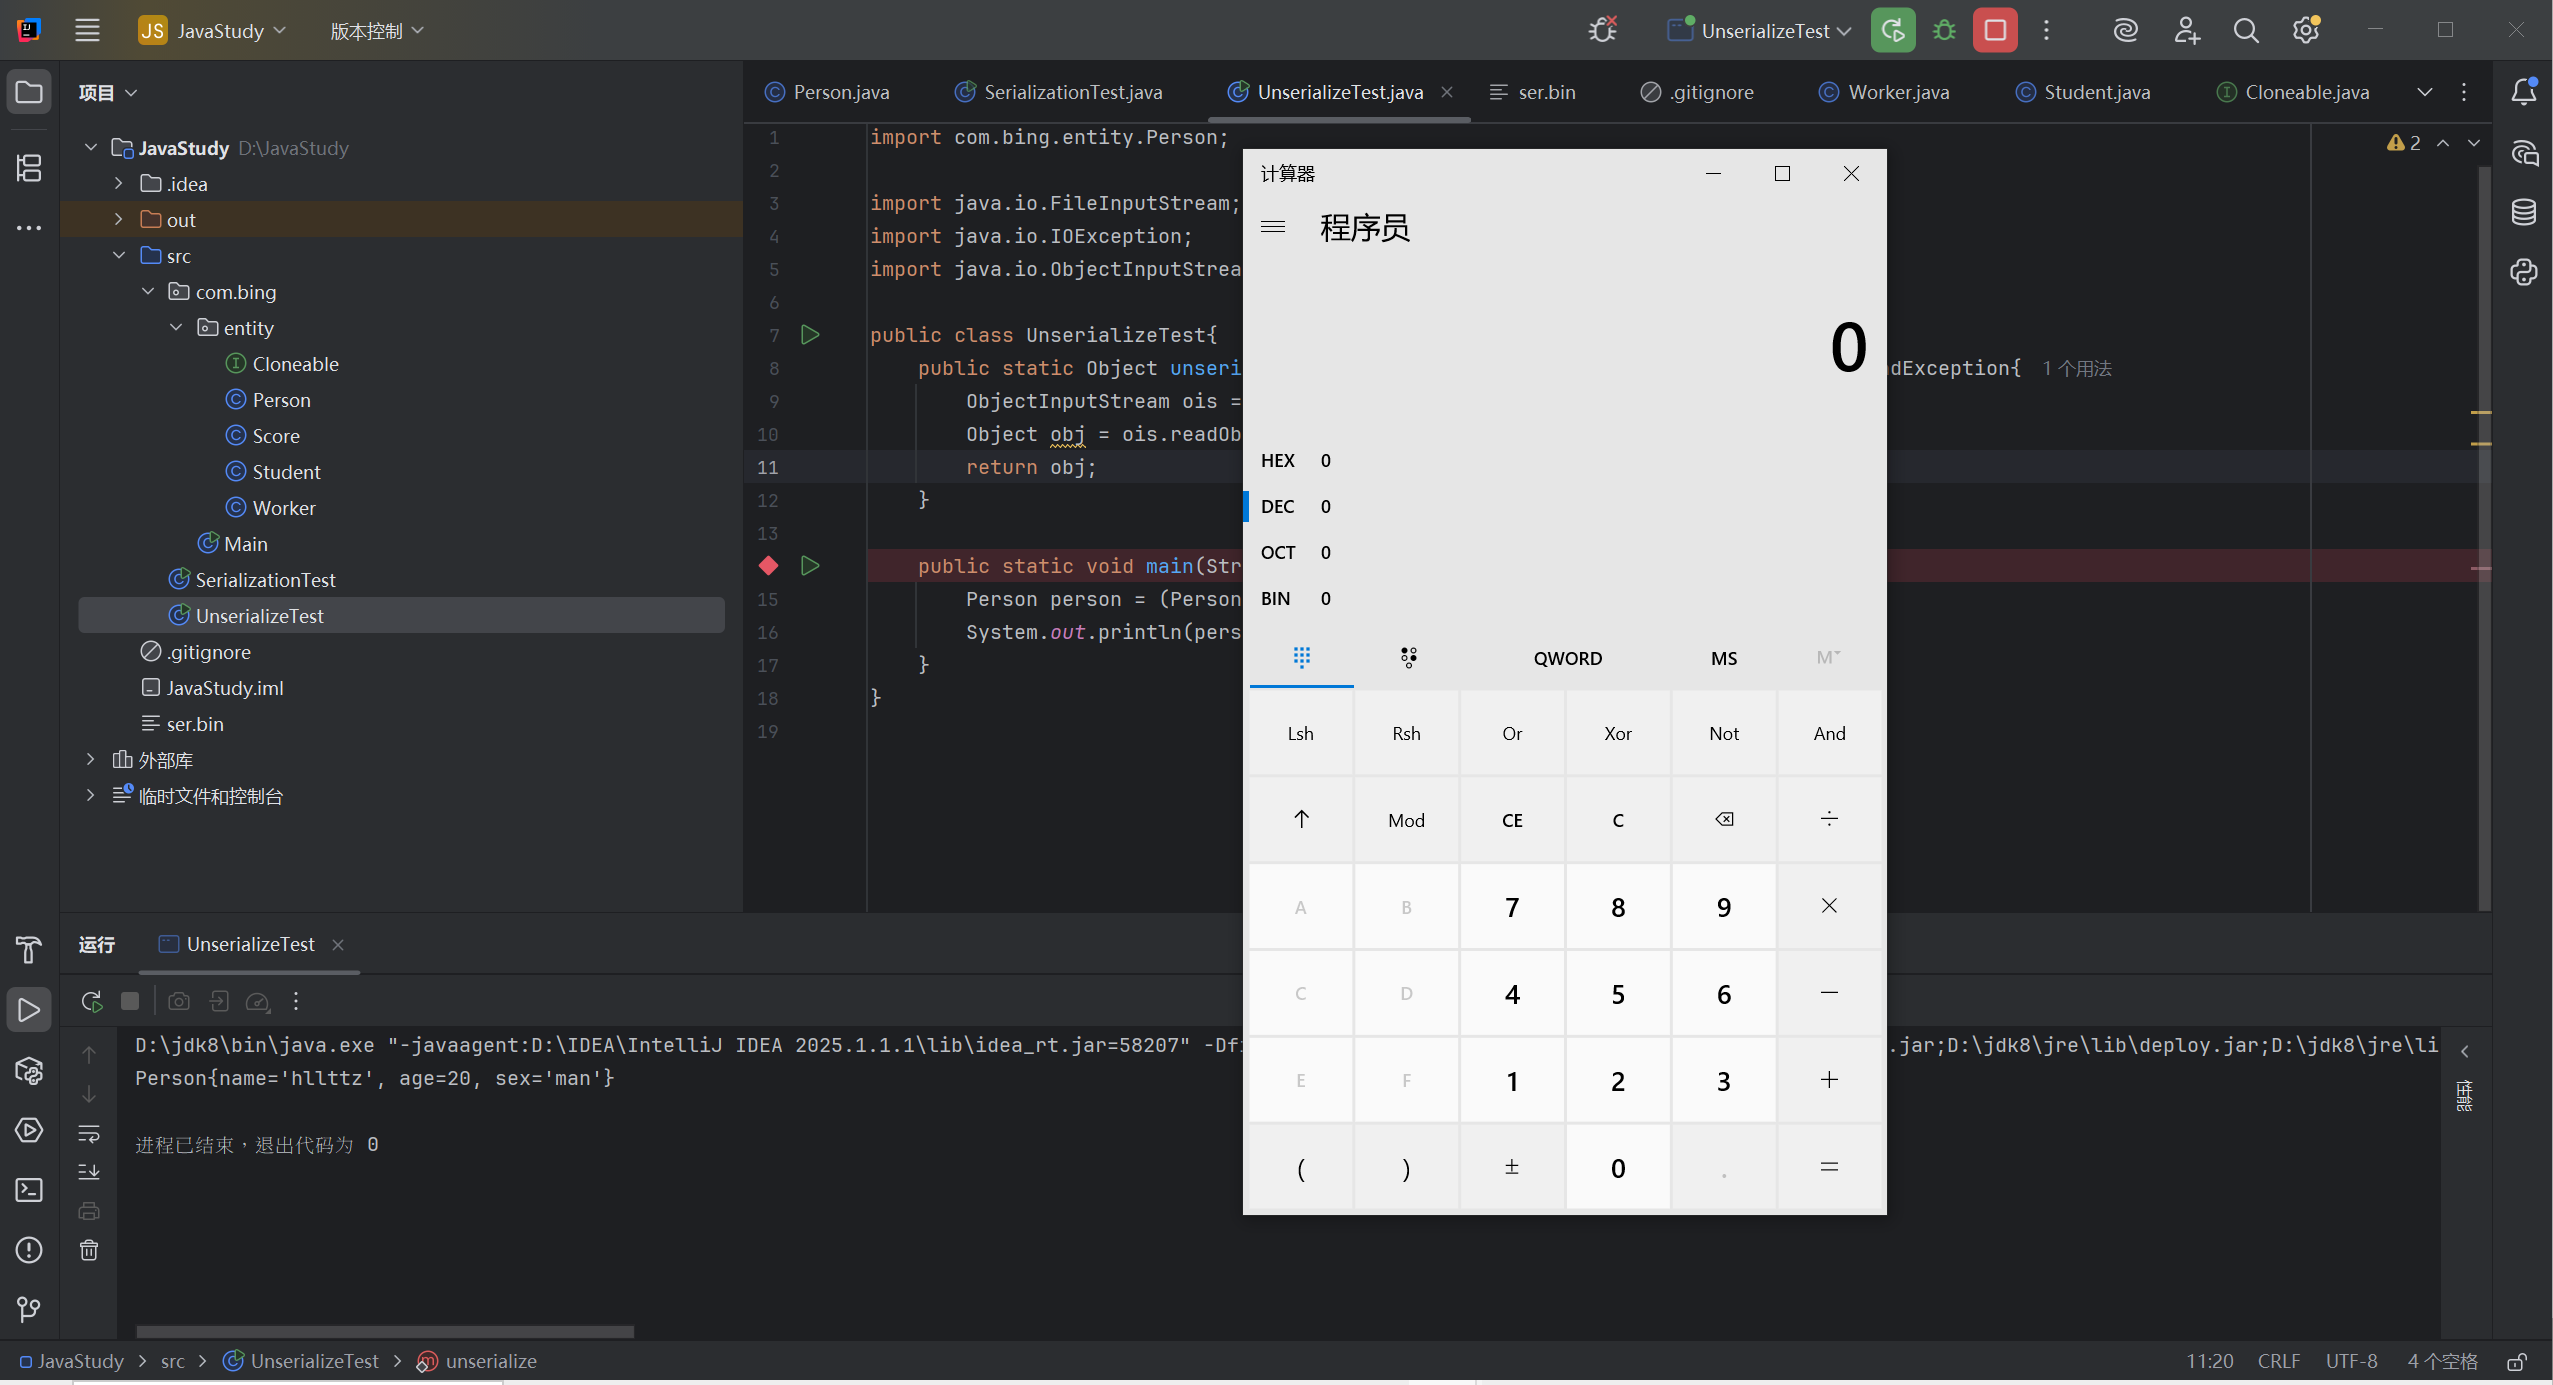 JS JavaStudy 版本控制 UnserializeTest
项目
JavaStudy D:\JavaStudy
.idea
out
src
com.bing
entity
Cloneable
Person
Score
Student
Worker
Main
SerializationTest
UnserializeTest
.gitignore
JavaStudy.iml
ser.bin
外部库
临时文件和控制台
Person.java SerializationTest.java UnserializeTest.java ser.bin .gitignore Worker.java Student.java Cloneable.java
2
1 import com.bing.entity.Person;
2
3 import java.io.FileInputStream;
4 import java.io.IOException;
5 import java.io.ObjectInputStrea
6
7 public class UnserializeTest{
8 public static Object unseri dException{ 1 个用法
9 ObjectInputStream ois =
10 Object obj = ois.readOb
11 return obj;
12 }
13
public static void main(Str
15 Person person = (Person
16 System.out.println(pers
17 }
18 }
19
计算器
程序员
0
HEX 0
DEC 0
OCT 0
BIN 0
QWORD MS M
Lsh Rsh Or Xor Not And
↑ Mod CE C ⌫ ÷
A B 7 8 9 ×
C D 4 5 6 −
E F 1 2 3 +
( ) ± 0 . =
运行 UnserializeTest
D:\jdk8\bin\java.exe "-javaagent:D:\IDEA\IntelliJ IDEA 2025.1.1.1\lib\idea_rt.jar=58207" -Df .jar;D:\jdk8\jre\lib\deploy.jar;D:\jdk8\jre\li
Person{name='hllttz', age=20, sex='man'}
进程已结束，退出代码为 0
性能
JavaStudy > src > UnserializeTest > unserialize 11:20 CRLF UTF-8 4 个空格